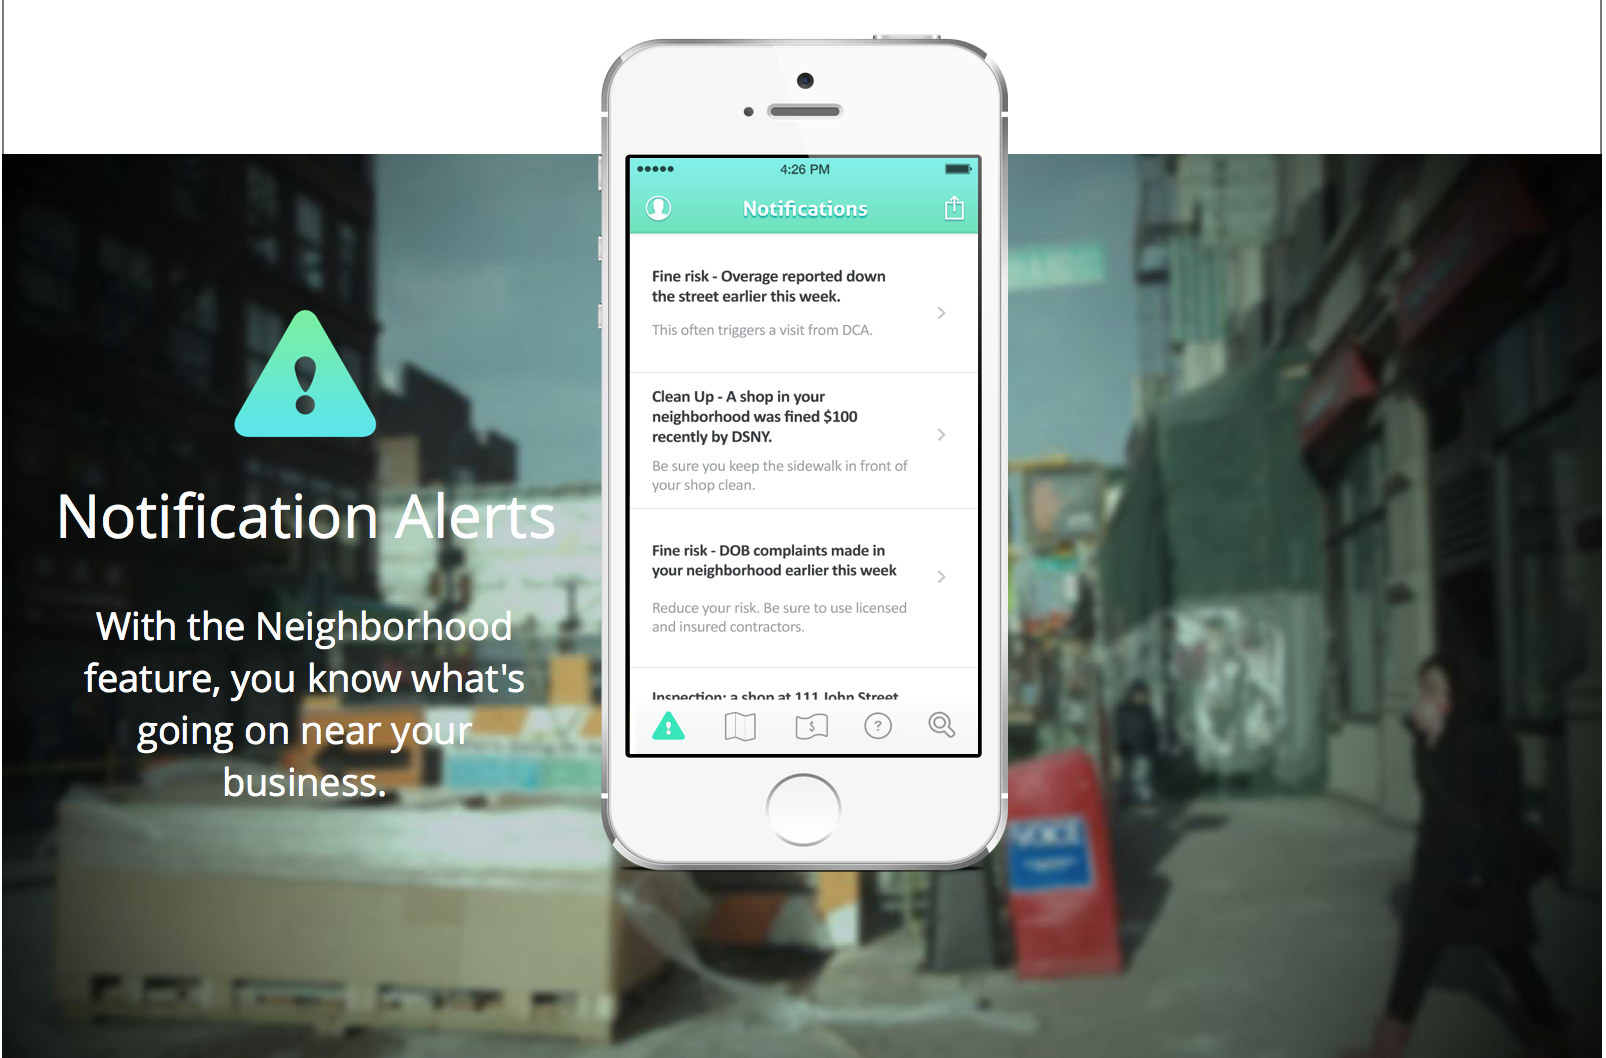 4:26 PM
Notifications
Fine risk - Overage reported down
the street earlier this week.
This often triggers a visit from DCA.
Clean Up - A shop in your
neighborhood was fined $100
recently by DSNY.
Be sure you keep the sidewalk in front of
your shop clean.
Fine risk - DOB complaints made in
your neighborhood earlier this week
Reduce your risk. Be sure to use licensed
and insured contractors.
Inspection: a shop at 111 John Street
$
?
Notification Alerts
With the Neighborhood
feature, you know what's
going on near your
business.
VOICE